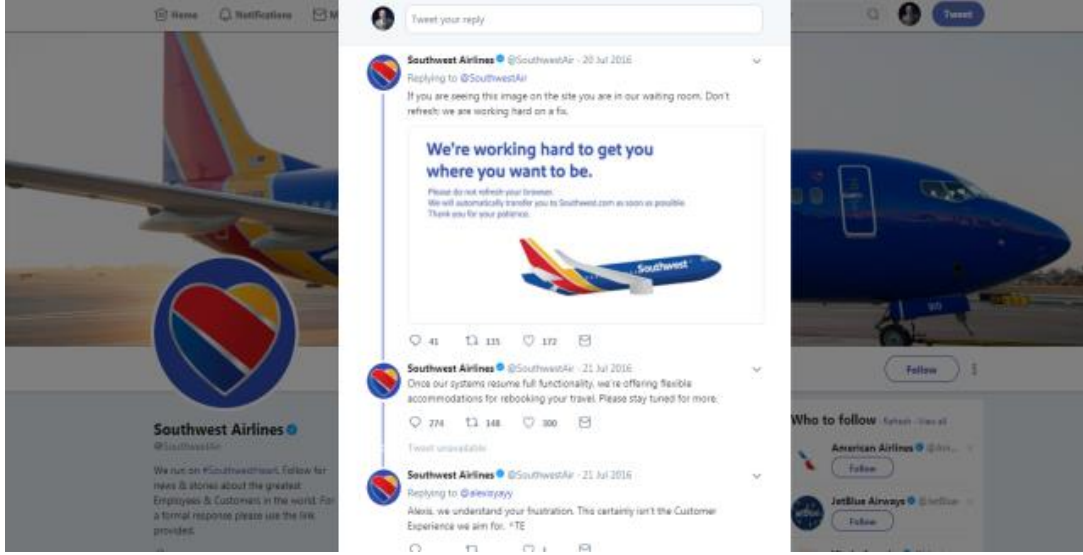 Home Notifications M
Tweet
Tweet your reply
Southwest Airlines @SouthwestAir · 20 Jul 2016
Replying to @SouthwestAir
If you are seeing this image on the site you are in our waiting room. Don't
refresh: we are working hard on a fix.
We're working hard to get you
where you want to be.
Please do not refresh your browser.
We will automatically transfer you to Southwest.com as soon as possible.
Thank you for your patience.
Southwest
41 115 172
Southwest Airlines @SouthwestAir · 21 Jul 2016
Once our systems resume full functionality, we're offering flexible
accommodations for rebooking your travel. Please stay tuned for more.
274 148 300
Tweet unavailable
Southwest Airlines @SouthwestAir · 21 Jul 2016
Replying to @alexisyayy
Alexis, we understand your frustration. This certainly isn't the Customer
Experience we aim for. ^TE
1
Southwest Airlines
@SouthwestAir
We run on #Southwestheart. Follow for
news & stories about the greatest
Employees & Customers in the world. For
a formal response please use the link
provided.
Follow
Who to follow · Refresh · View all
American Airlines @Am...
Follow
JetBlue Airways @JetBlue
Follow